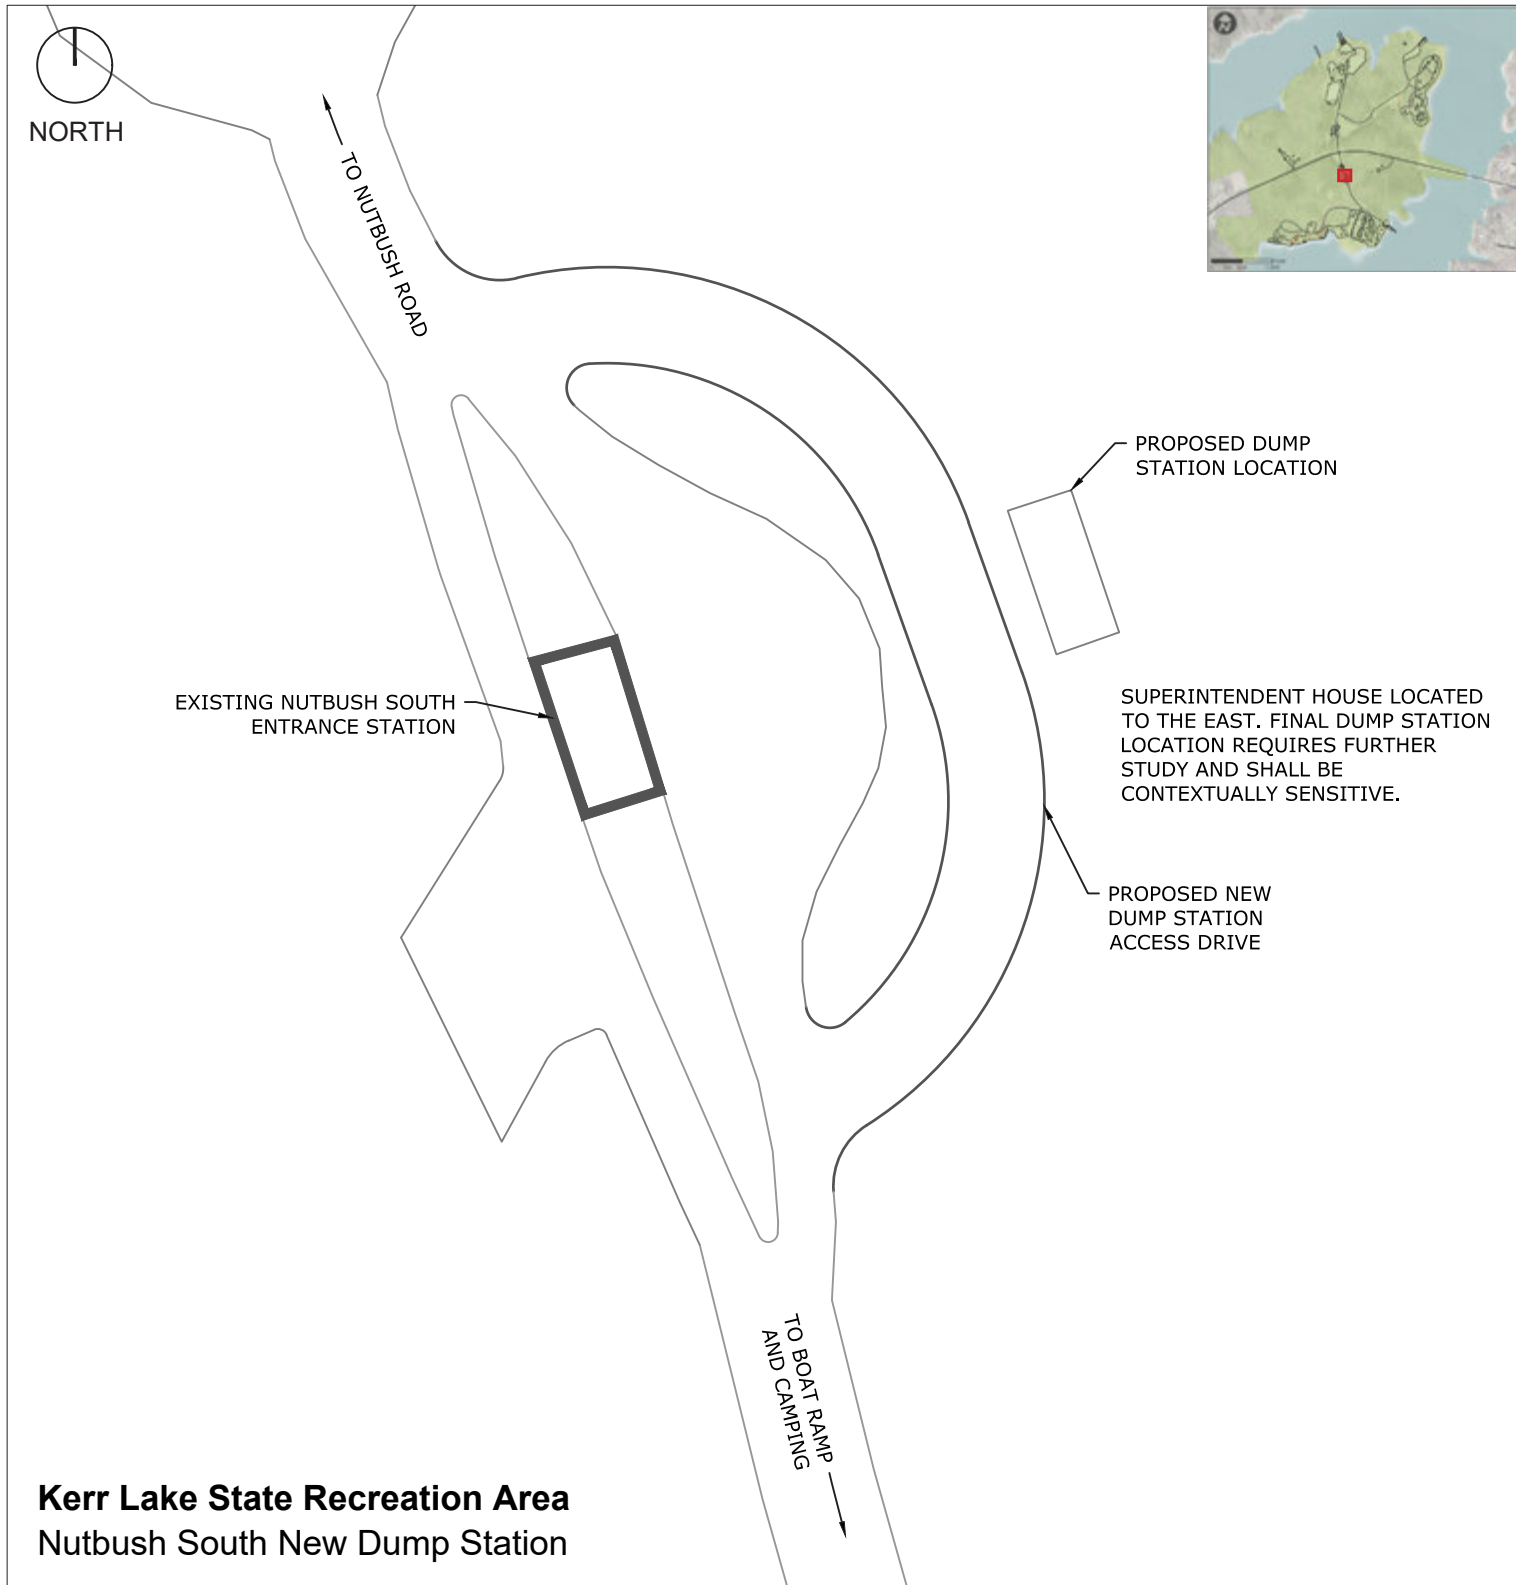 NORTH
TO NUTBUSH ROAD
PROPOSED DUMP
STATION LOCATION
EXISTING NUTBUSH SOUTH
ENTRANCE STATION
SUPERINTENDENT HOUSE LOCATED
TO THE EAST. FINAL DUMP STATION
LOCATION REQUIRES FURTHER
STUDY AND SHALL BE
CONTEXTUALLY SENSITIVE.
PROPOSED NEW
DUMP STATION
ACCESS DRIVE
TO BOAT RAMP
AND CAMPING
Kerr Lake State Recreation Area
Nutbush South New Dump Station